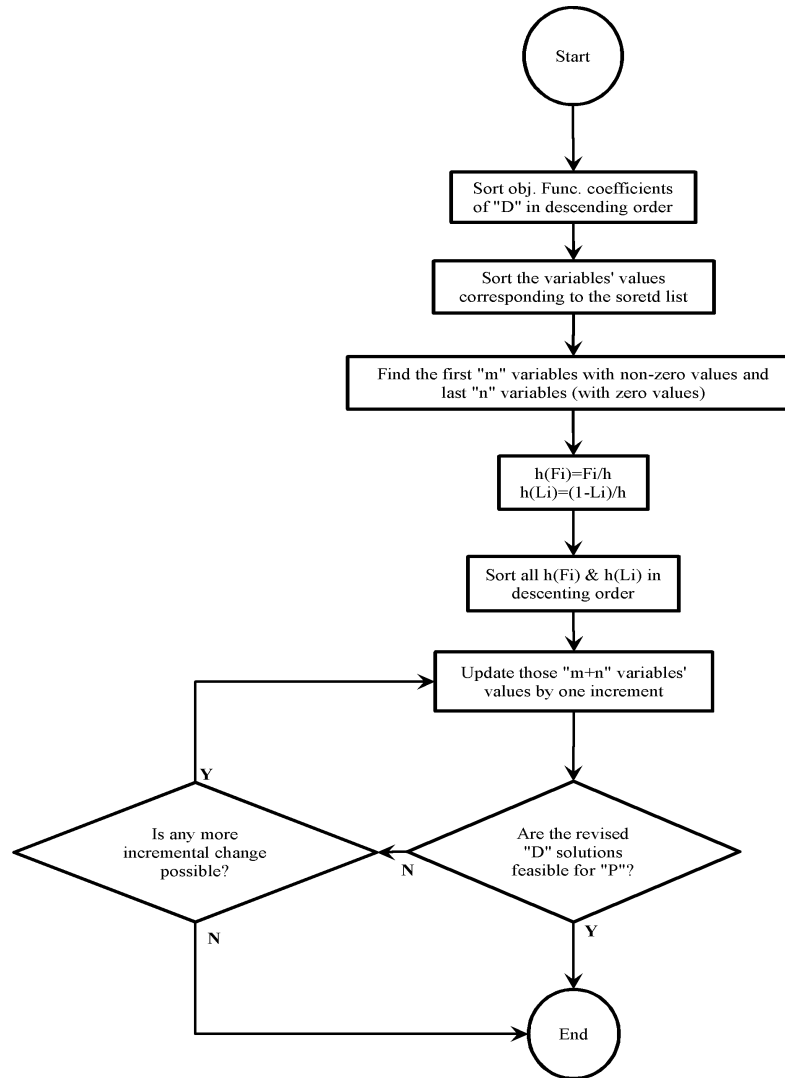 Start
Sort obj. Func. coefficients
of "D" in descending order
Sort the variables' values
corresponding to the soretd list
Find the first "m" variables with non-zero values and
last "n" variables (with zero values)
h(Fi)=Fi/h
h(Li)=(1-Li)/h
Sort all h(Fi) & h(Li) in
descenting order
Update those "m+n" variables'
values by one increment
Y
Is any more
incremental change
possible?
N
Are the revised
"D" solutions
feasible for "P"?
N
Y
End